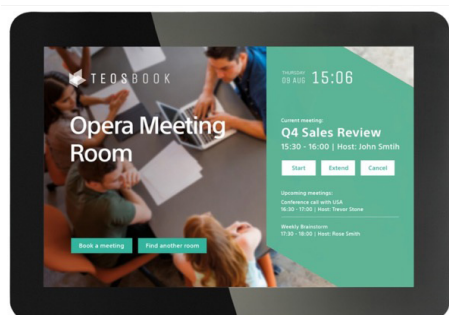 TEOSBOOK
Opera Meeting
Room
Book a meeting
Find another room
THURSDAY
09 AUG 15:06
Current meeting:
Q4 Sales Review
15:30 - 16:00 | Host: John Smtih
Start
Extend
Cancel
Upcoming meetings:
Conference call with USA
16:30 - 17:00 | Host: Trevor Stone
Weekly Brainstorm
17:30 - 18:00 | Host: Rose Smith